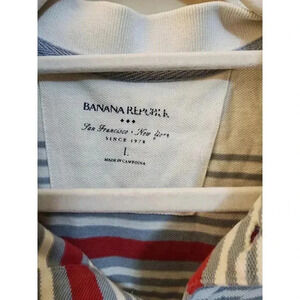 BANANA REPUBLIC
San Francisco • New York
SINCE 1978
L
MADE IN CAMBODIA